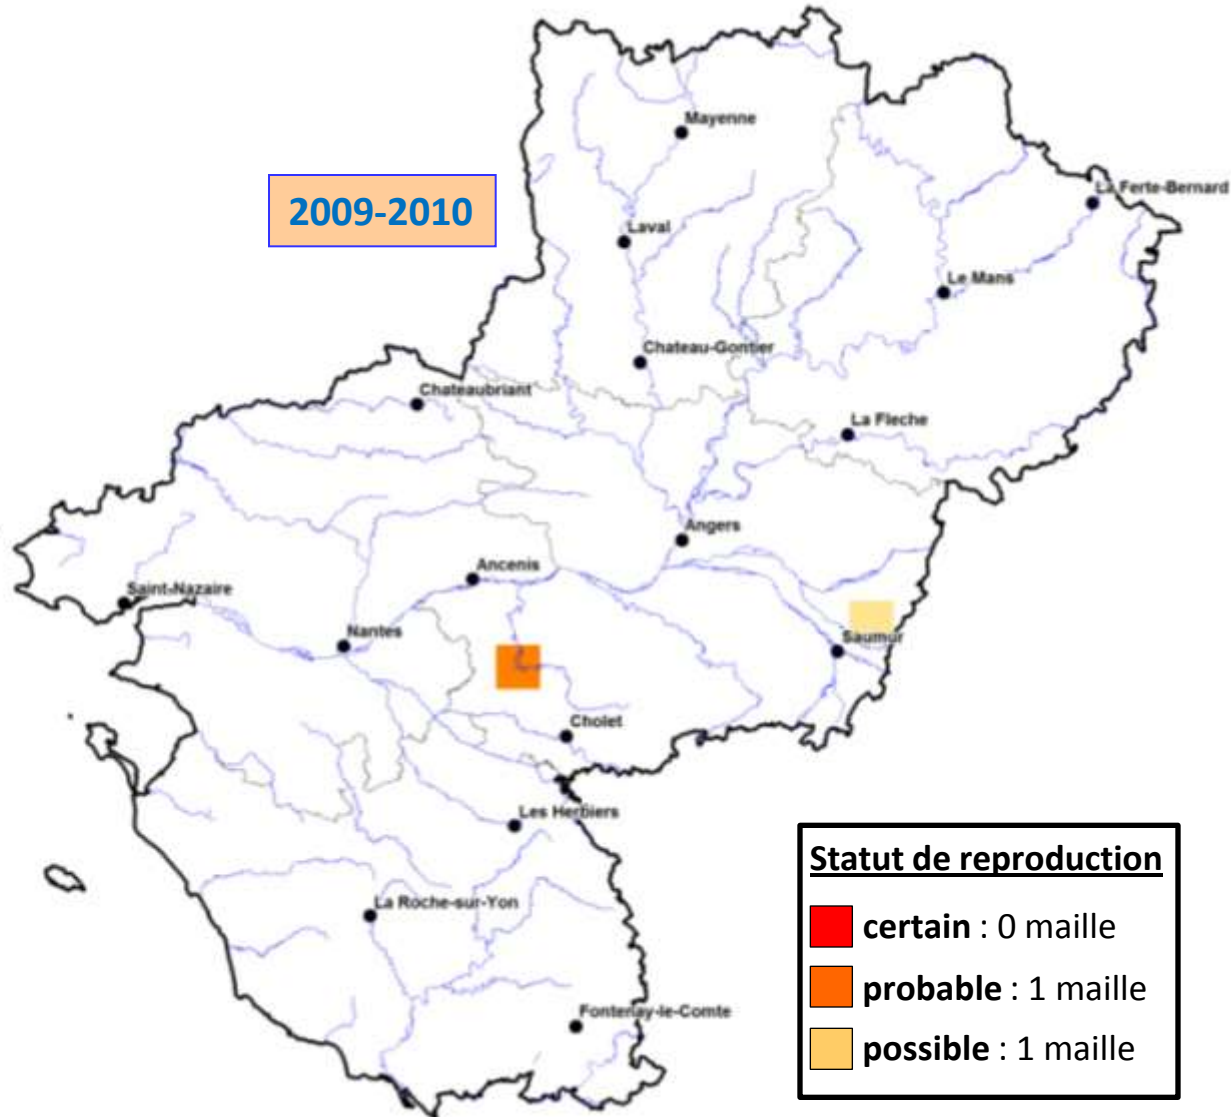 Mayenne
La Ferte-Bernard
2009-2010
Laval
Le Mans
Chateau-Gontier
Chateaubriant
La Fleche
Angers
Ancenis
Saint-Nazaire
Nantes
Saumur
Cholet
Les Herbiers
La Roche-sur-Yon
Fontenay-le-Comte
Statut de reproduction
certain : 0 maille
probable : 1 maille
possible : 1 maille